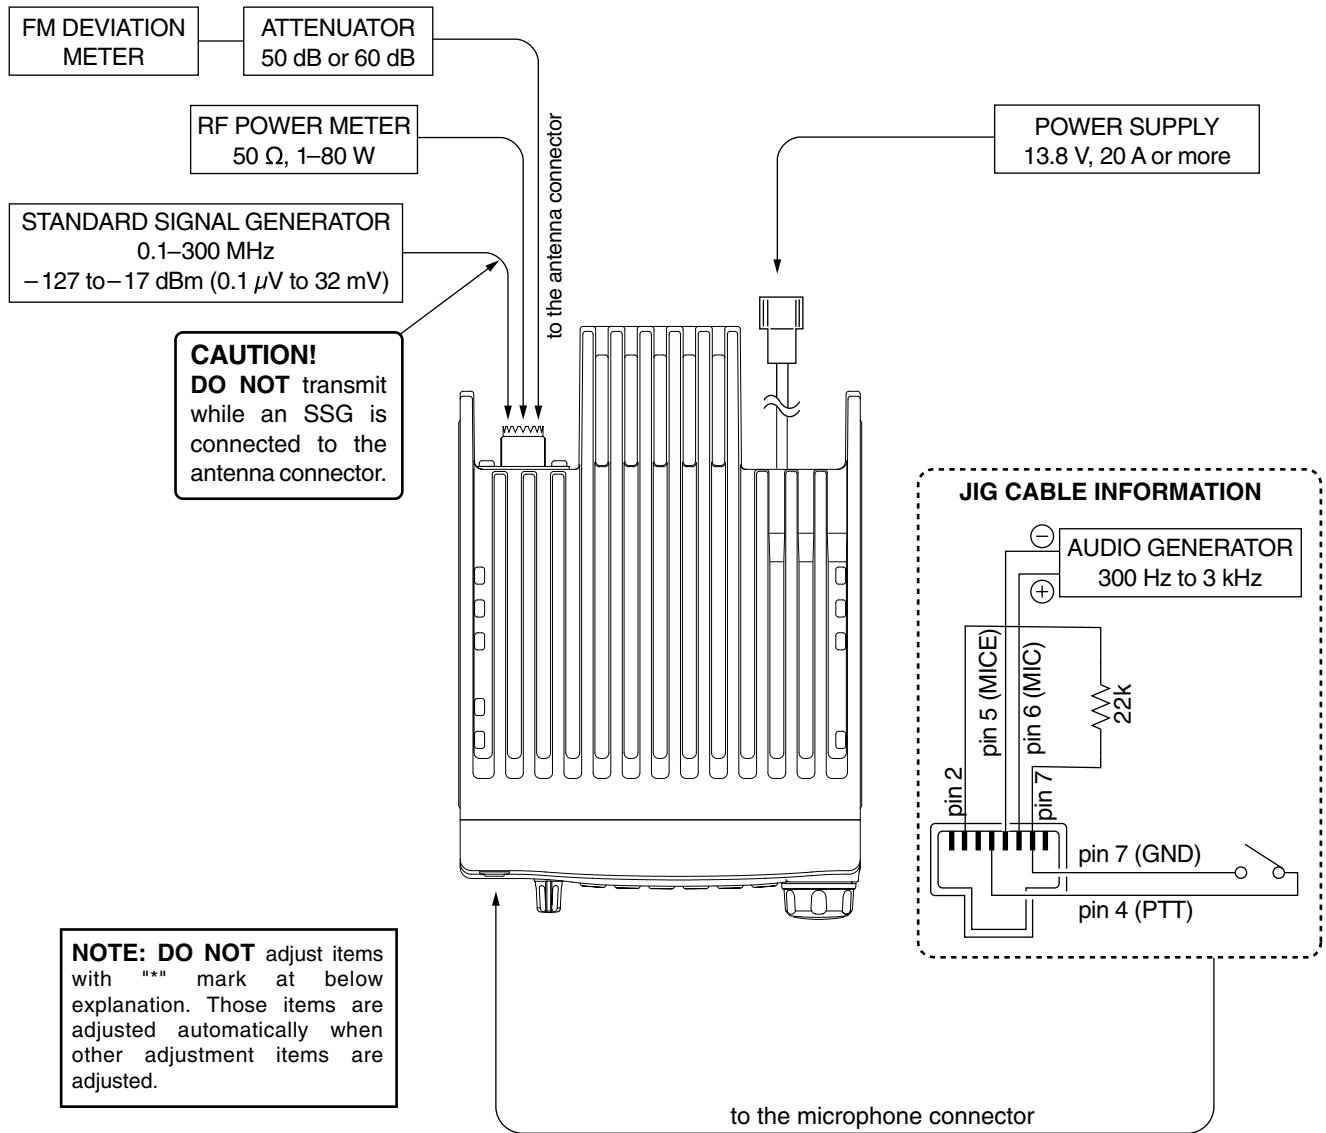 FM DEVIATION
METER
ATTENUATOR
50 dB or 60 dB
RF POWER METER
50 Ω, 1–80 W
STANDARD SIGNAL GENERATOR
0.1–300 MHz
–127 to–17 dBm (0.1 µV to 32 mV)
to the antenna connector
POWER SUPPLY
13.8 V, 20 A or more
CAUTION!
DO NOT transmit
while an SSG is
connected to the
antenna connector.
JIG CABLE INFORMATION
–
+
AUDIO GENERATOR
300 Hz to 3 kHz
pin 2
pin 5 (MICE)
pin 6 (MIC)
pin 7
22k
pin 7 (GND)
pin 4 (PTT)
NOTE: DO NOT adjust items
with "*" mark at below
explanation. Those items are
adjusted automatically when
other adjustment items are
adjusted.
to the microphone connector